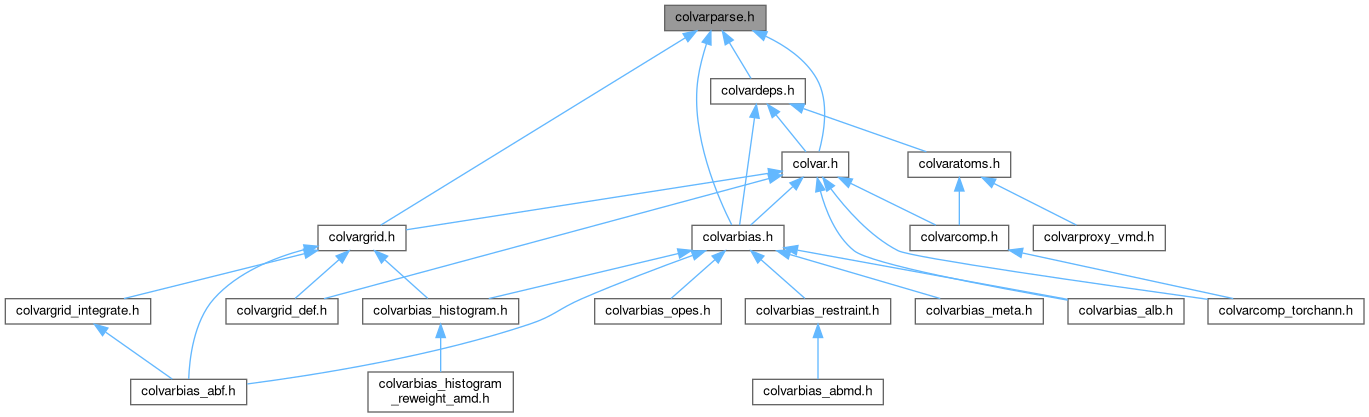 colvarparse.h
colvardeps.h
colvar.h
colvaratoms.h
colvargrid.h
colvarbias.h
colvarcomp.h
colvarproxy_vmd.h
colvargrid_integrate.h
colvargrid_def.h
colvarbias_histogram.h
colvarbias_opes.h
colvarbias_restraint.h
colvarbias_meta.h
colvarbias_alb.h
colvarcomp_torchann.h
colvarbias_abf.h
colvarbias_histogram
_reweight_amd.h
colvarbias_abmd.h